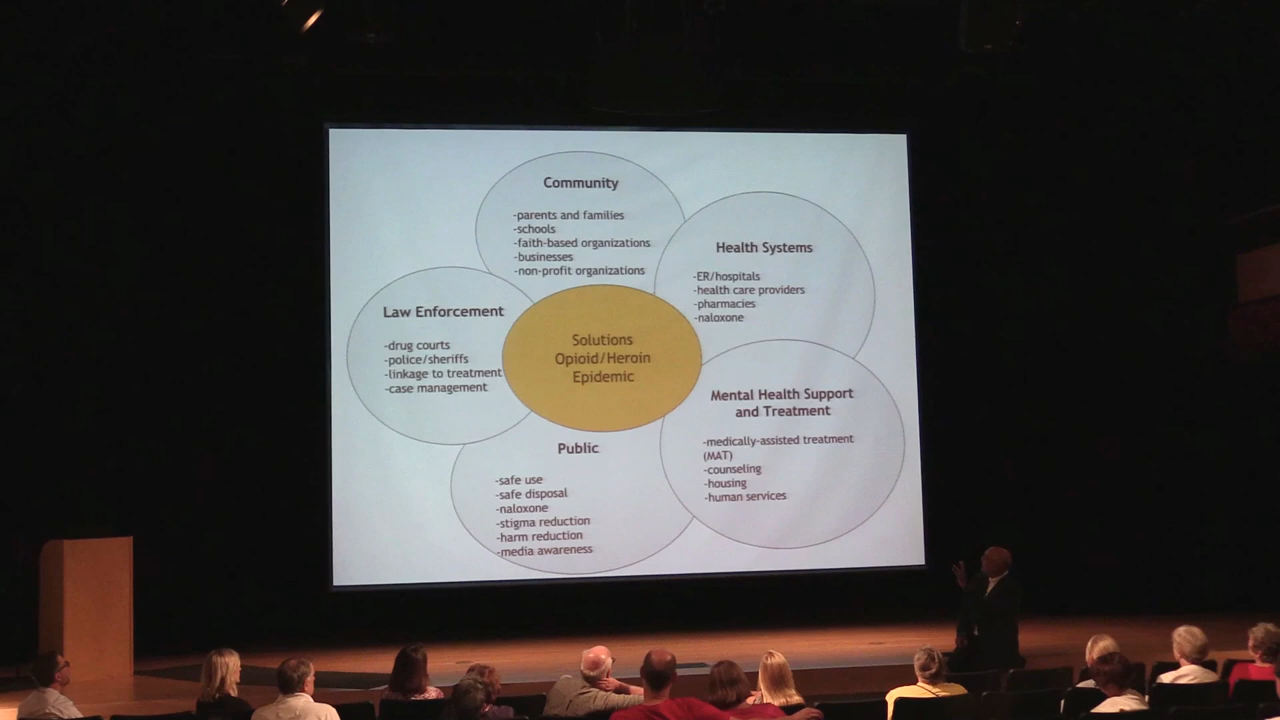 Community
-parents and families
-schools
-faith-based organizations
-businesses
-non-profit organizations
Health Systems
-ER/hospitals
-health care providers
-pharmacies
-naloxone
Law Enforcement
-drug courts
-police/sheriffs
-linkage to treatment
-case management
Solutions
Opioid/Heroin
Epidemic
Mental Health Support
and Treatment
-medically-assisted treatment
(MAT)
-counseling
-housing
-human services
Public
-safe use
-safe disposal
-naloxone
-stigma reduction
-harm reduction
-media awareness